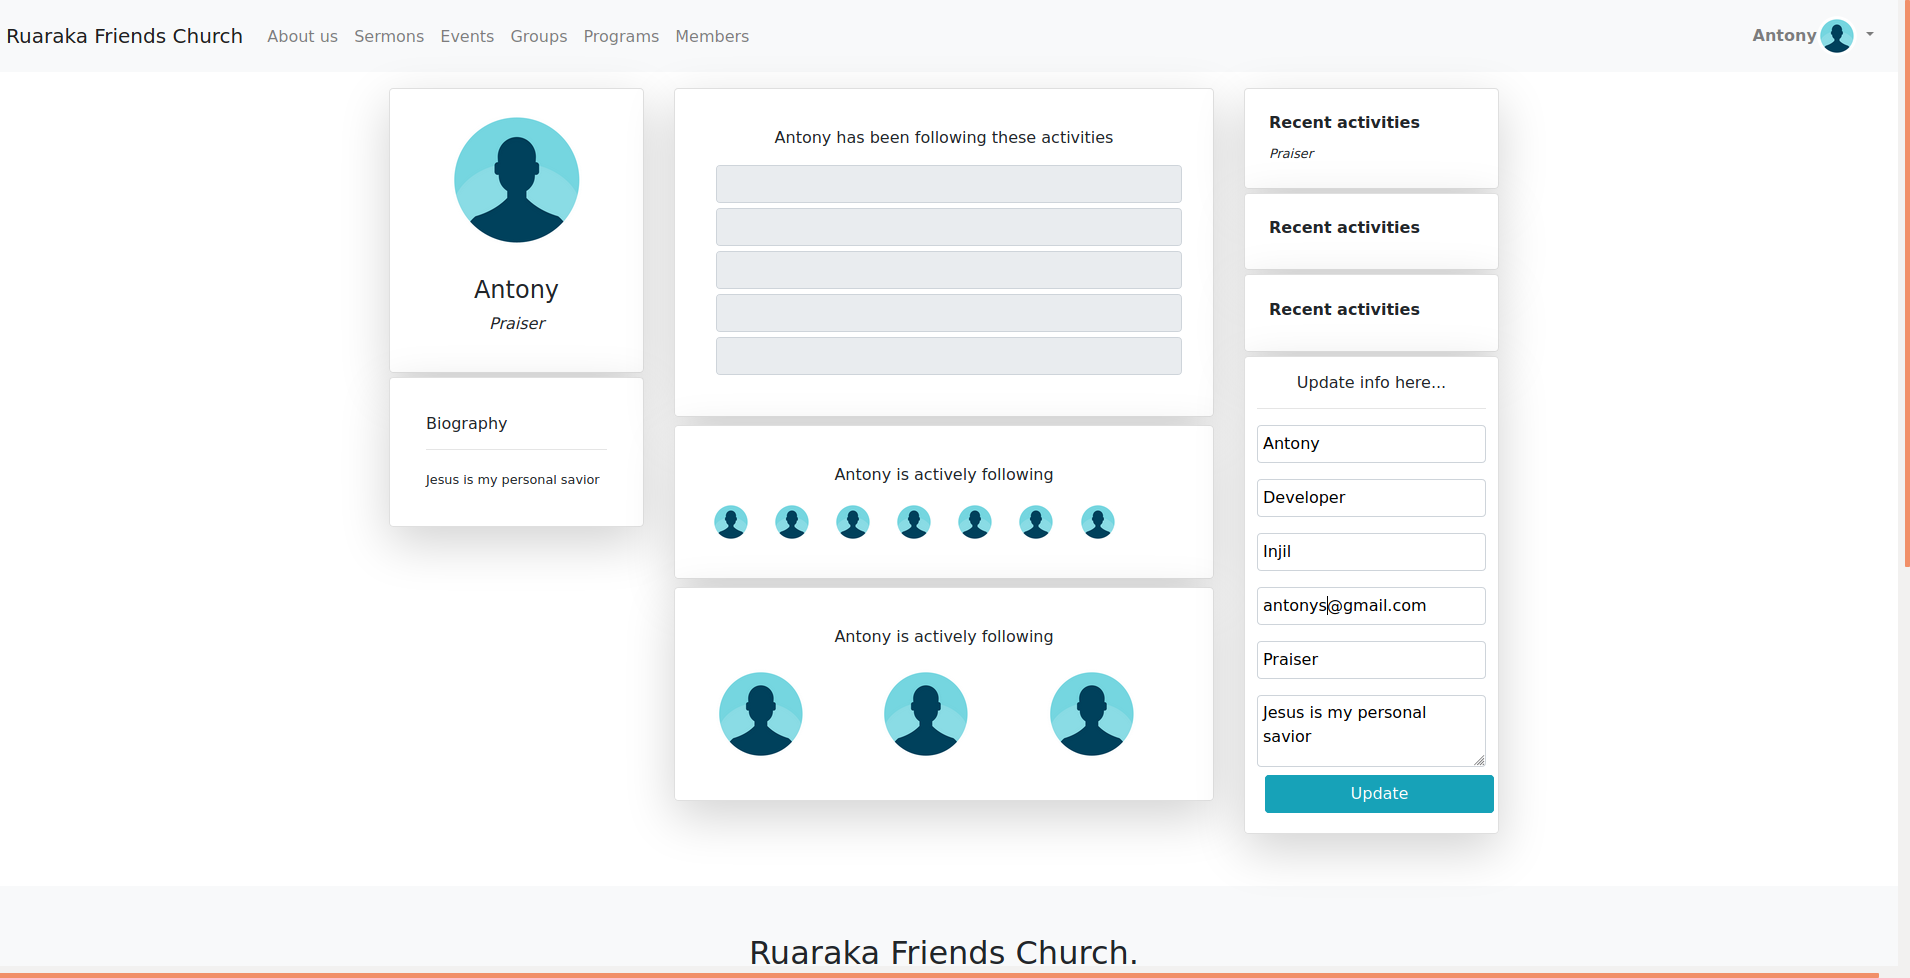 Ruaraka Friends Church About us Sermons Events Groups Programs Members Antony
Antony
Praiser
Biography
Jesus is my personal savior
Antony has been following these activities
Antony is actively following
Antony is actively following
Recent activities
Praiser
Recent activities
Recent activities
Update info here...
Antony
Developer
Injil
antonys@gmail.com
Praiser
Jesus is my personal
savior
Update
Ruaraka Friends Church.